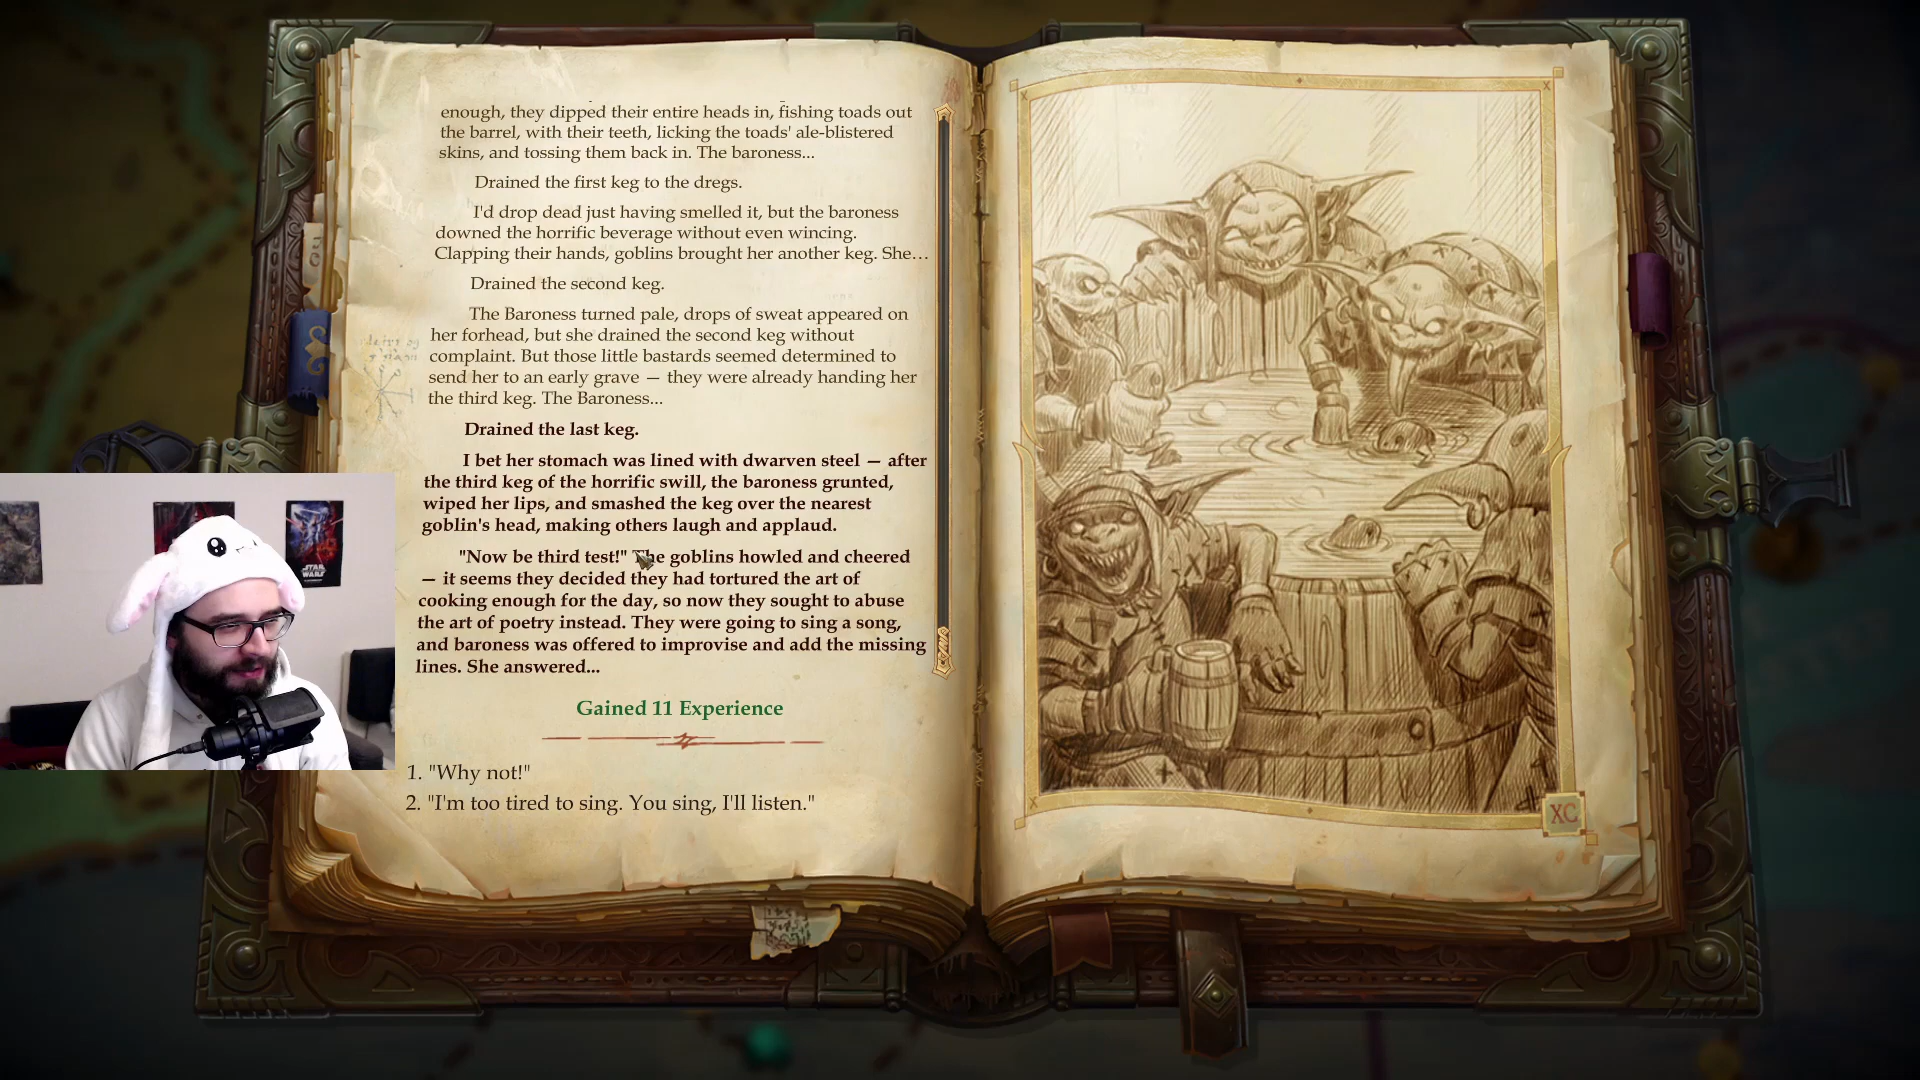 enough, they dipped their entire heads in, fishing toads out
the barrel, with their teeth, licking the toads' ale-blistered
skins, and tossing them back in. The baroness...
Drained the first keg to the dregs.
I'd drop dead just having smelled it, but the baroness
downed the horrific beverage without even wincing.
Clapping their hands, goblins brought her another keg. She…
Drained the second keg.
The Baroness turned pale, drops of sweat appeared on
her forhead, but she drained the second keg without
complaint. But those little bastards seemed determined to
send her to an early grave — they were already handing her
the third keg. The Baroness...
Drained the last keg.
I bet her stomach was lined with dwarven steel — after
the third keg of the horrific swill, the baroness grunted,
wiped her lips, and smashed the keg over the nearest
goblin's head, making others laugh and applaud.
"Now be third test!" The goblins howled and cheered
— it seems they decided they had tortured the art of
cooking enough for the day, so now they sought to abuse
the art of poetry instead. They were going to sing a song,
and baroness was offered to improvise and add the missing
lines. She answered...
Gained 11 Experience
1. "Why not!"
2. "I'm too tired to sing. You sing, I'll listen."
XC
STAR
WARS